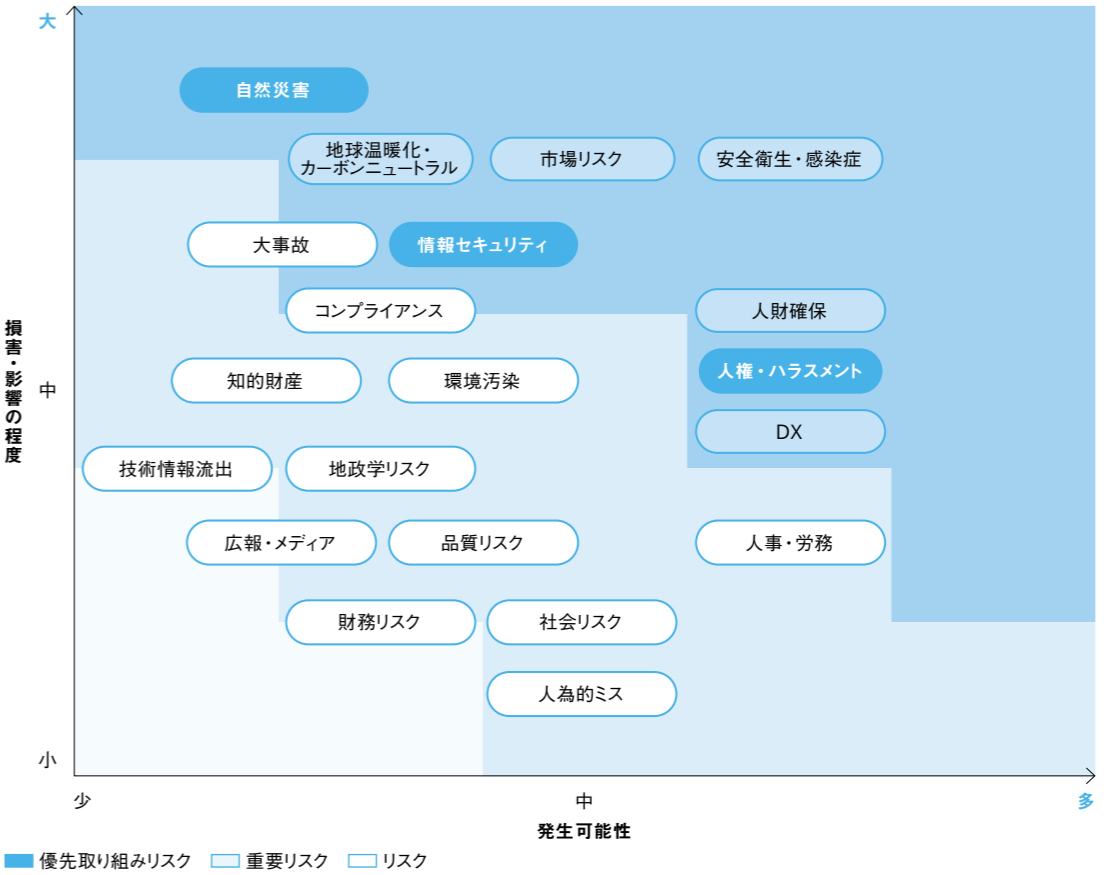 大
自然災害
地球温暖化・
カーボンニュートラル
市場リスク
安全衛生・感染症
大事故
情報セキュリティ
コンプライアンス
人財確保
損害・影響の程度
中
知的財産
環境汚染
人権・ハラスメント
DX
技術情報流出
地政学リスク
広報・メディア
品質リスク
人事・労務
財務リスク
社会リスク
人為的ミス
小
少
中
多
発生可能性
優先取り組みリスク
重要リスク
リスク